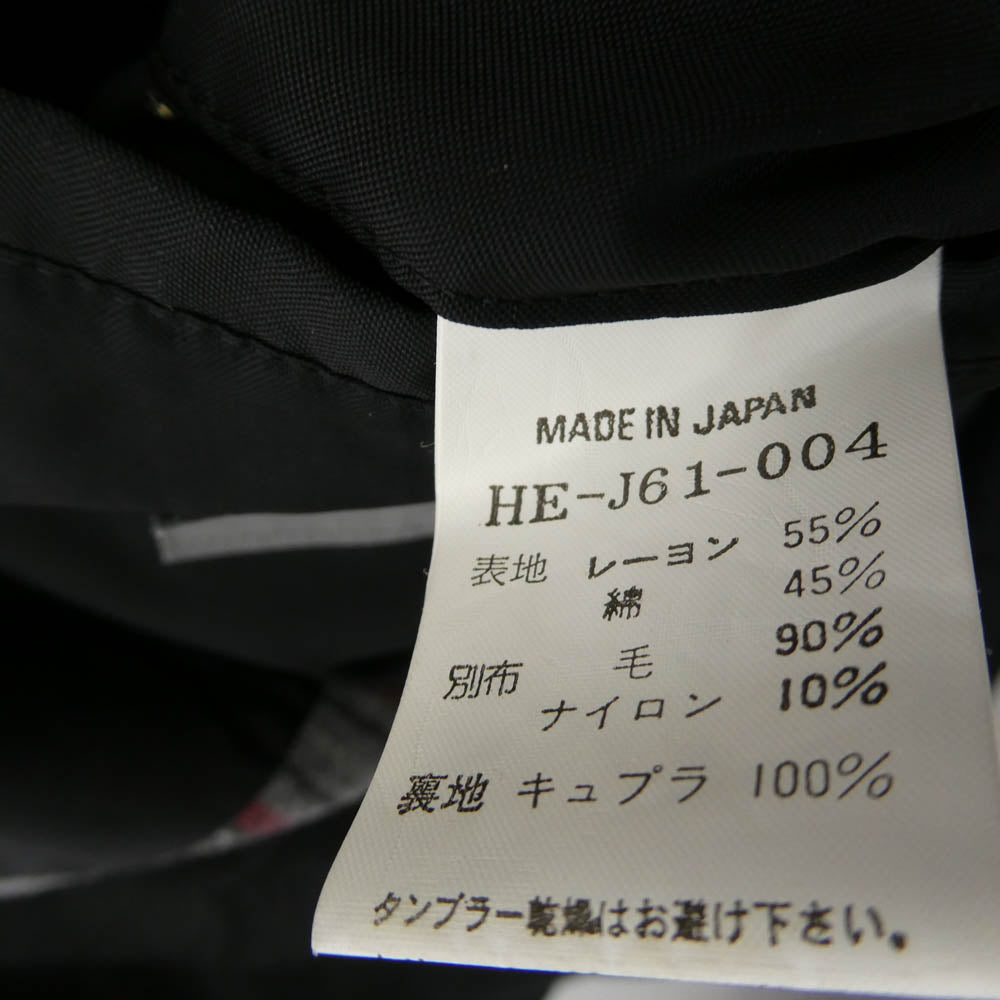 MADE IN JAPAN
HE-J61-004
表地 レーヨン 55%
綿 45%
別布 毛 90%
ナイロン 10%
裏地 キュプラ 100%
タンブラー乾燥はお避け下さい。